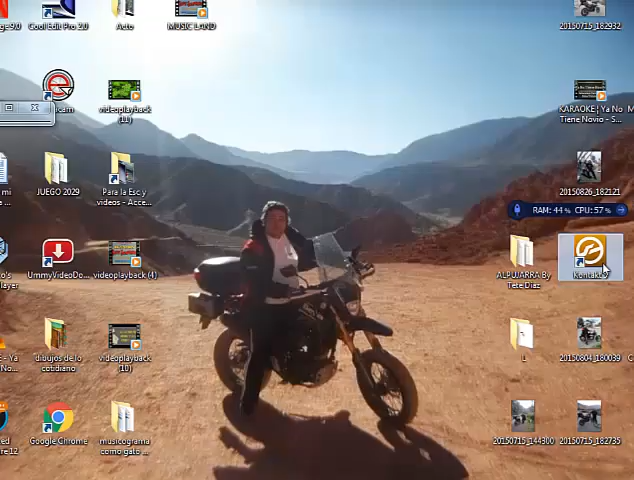 Cool Edit Pro 2.0
Auto
MUSIC LAND
20150715_182932
videoplayback
(11)
KARAOKE¦ Ya No
Tiene Novio - S...
JUEGO 2029
Para la Esc y
videos - Acce...
20150826_182121
RAM: 44 % CPU: 57 %
UmmyVideoDo...
videoplayback (4)
ALPUJARRA By
Tete Diaz
Kontakt 5
dibujos de lo
cotidiano
videoplayback
(10)
L
20150804_180039
Google Chrome
musicograma
como gato ...
20150715_144300
20150715_182735